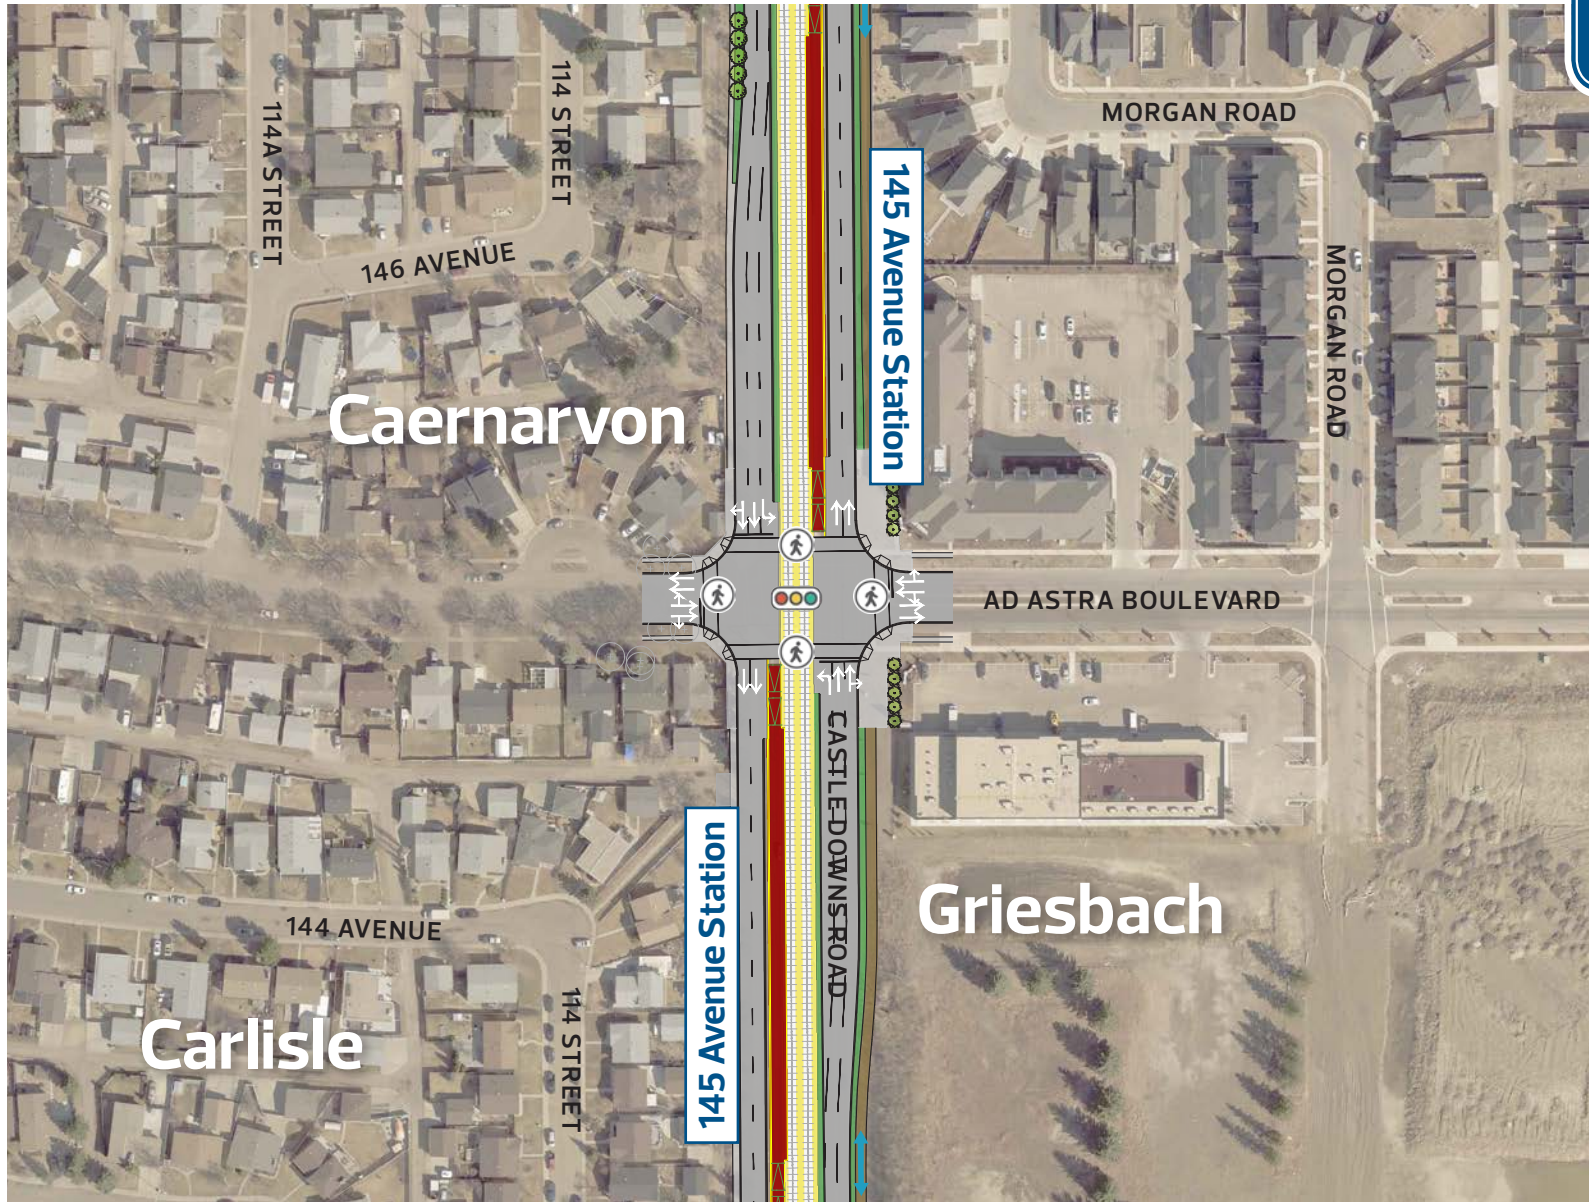 114A STREET
114 STREET
146 AVENUE
MORGAN ROAD
MORGAN ROAD
145 Avenue Station
Caernarvon
AD ASTRA BOULEVARD
CASTLE DOWNS ROAD
145 Avenue Station
Griesbach
144 AVENUE
Carlisle
114 STREET